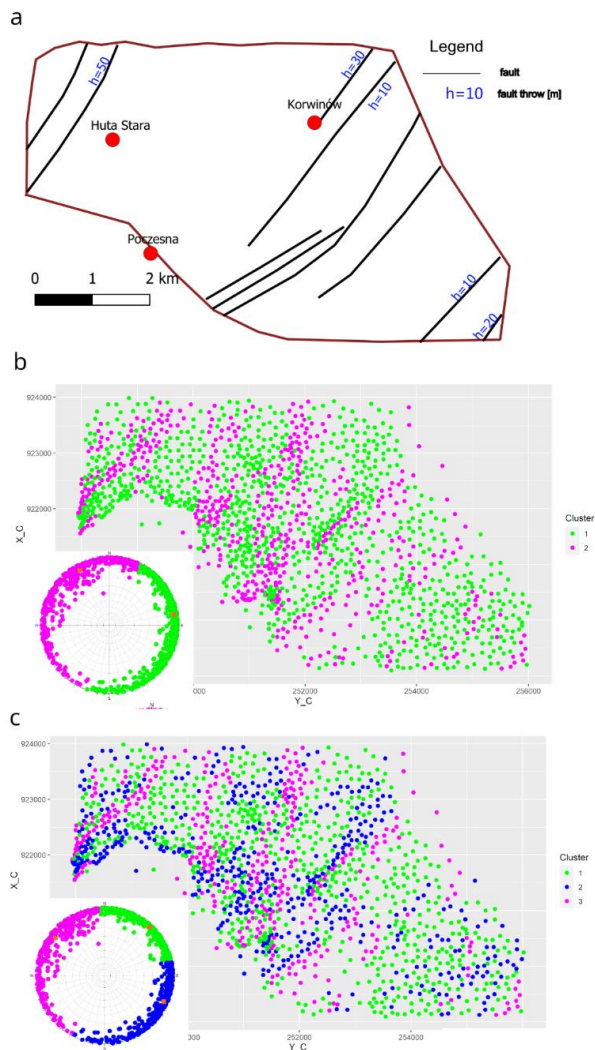 a
Legend
fault
h=10 fault throw [m]
h=50
h=30
h=10
Huta Stara
Korwinów
Poczesna
0 1 2 km
h=10
h=20
b
924000
923000
922000
X_C
Cluster
1
2
000 252000 254000 256000
Y_C
c
924000
923000
922000
X_C
Cluster
1
2
3
0000 252000 254000
Y_C